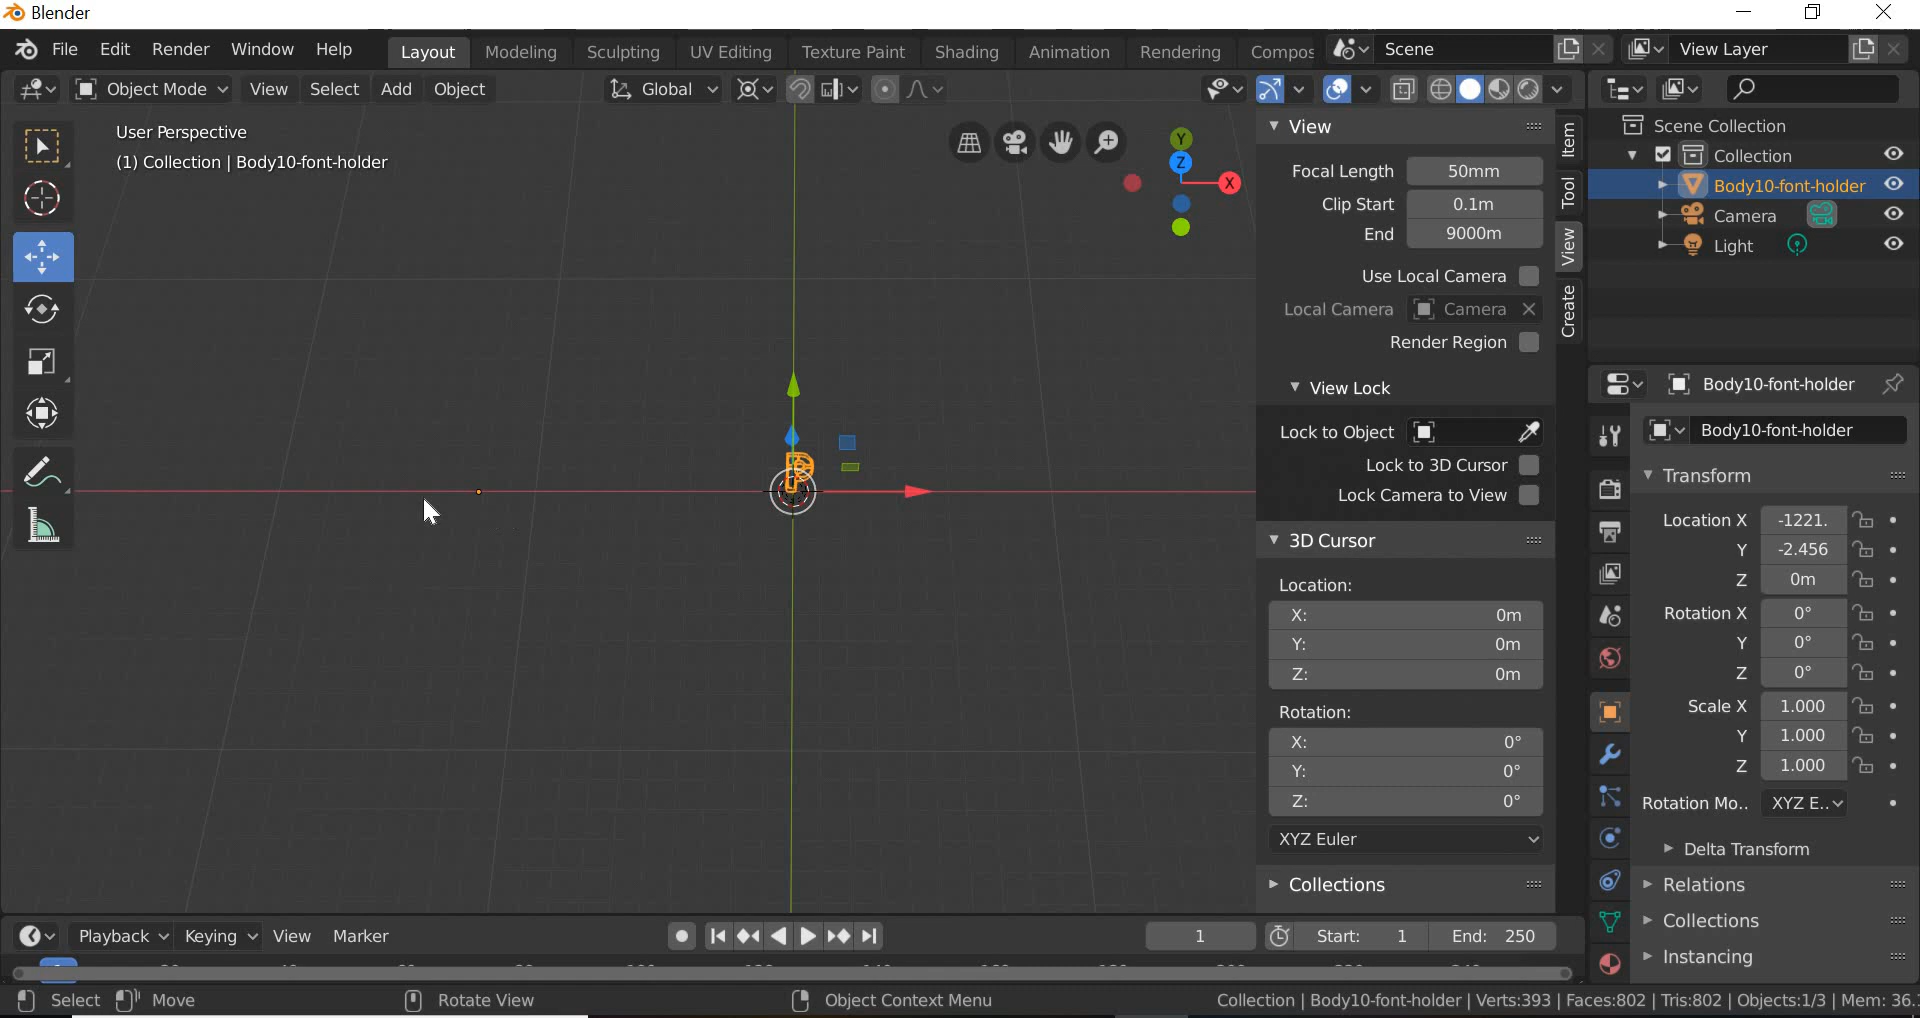 Blender
File Edit Render Window Help Layout Modeling Sculpting UV Editing Texture Paint Shading Animation Rendering Compos Scene View Layer
Object Mode View Select Add Object Global
User Perspective
(1) Collection | Body10-font-holder
Y
Z
X
View
Focal Length 50mm
Clip Start 0.1m
End 9000m
Use Local Camera
Local Camera Camera
Render Region
View Lock
Lock to Object
Lock to 3D Cursor
Lock Camera to View
3D Cursor
Location:
X: 0m
Y: 0m
Z: 0m
Rotation:
X: 0°
Y: 0°
Z: 0°
XYZ Euler
Collections
Item
Tool
View
Create
Scene Collection
Collection
Body10-font-holder
Camera
Light
Body10-font-holder
Body10-font-holder
Transform
Location X -1221.
Y -2.456
Z 0m
Rotation X 0°
Y 0°
Z 0°
Scale X 1.000
Y 1.000
Z 1.000
Rotation Mo.. XYZ E..
Delta Transform
Relations
Collections
Instancing
Playback Keying View Marker 1 Start: 1 End: 250
Select Move Rotate View Object Context Menu Collection | Body10-font-holder | Verts:393 | Faces:802 | Tris:802 | Objects:1/3 | Mem: 36.